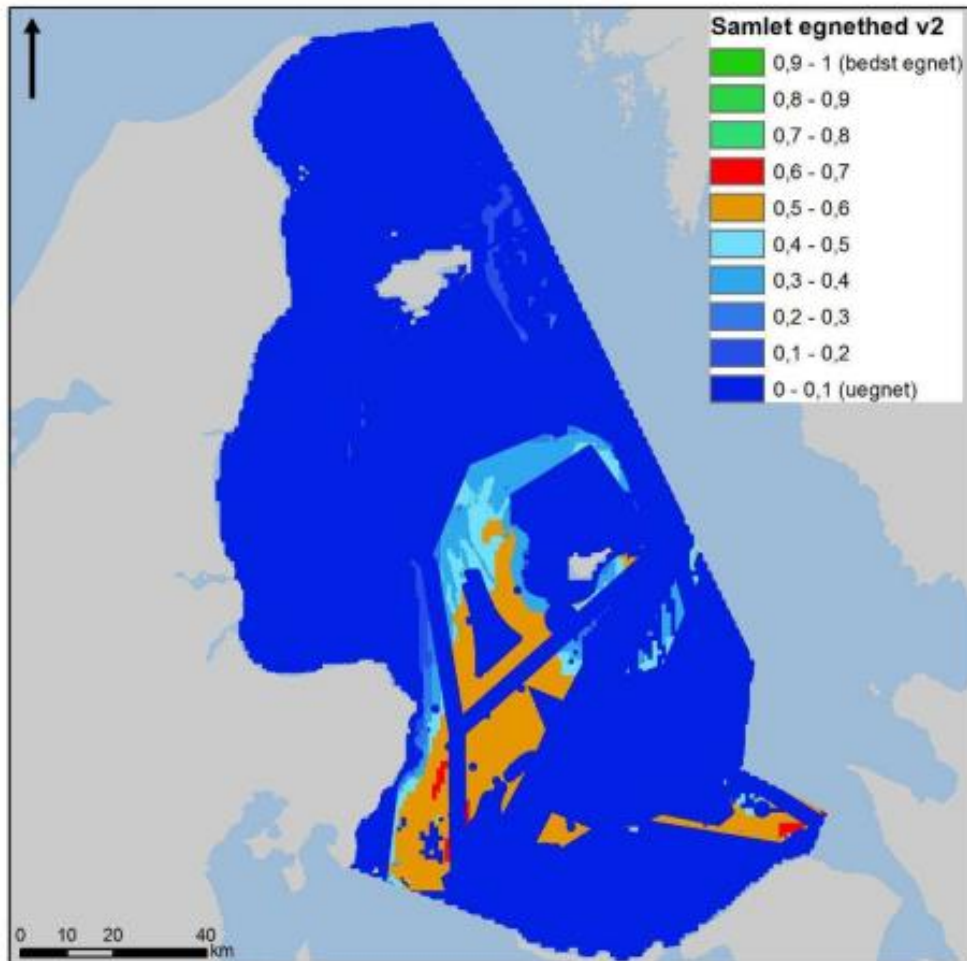 Samlet egnethed v2
0,9 - 1 (bedst egnet)
0,8 - 0,9
0,7 - 0,8
0,6 - 0,7
0,5 - 0,6
0,4 - 0,5
0,3 - 0,4
0,2 - 0,3
0,1 - 0,2
0 - 0,1 (uegnet)
0 10 20 40
km